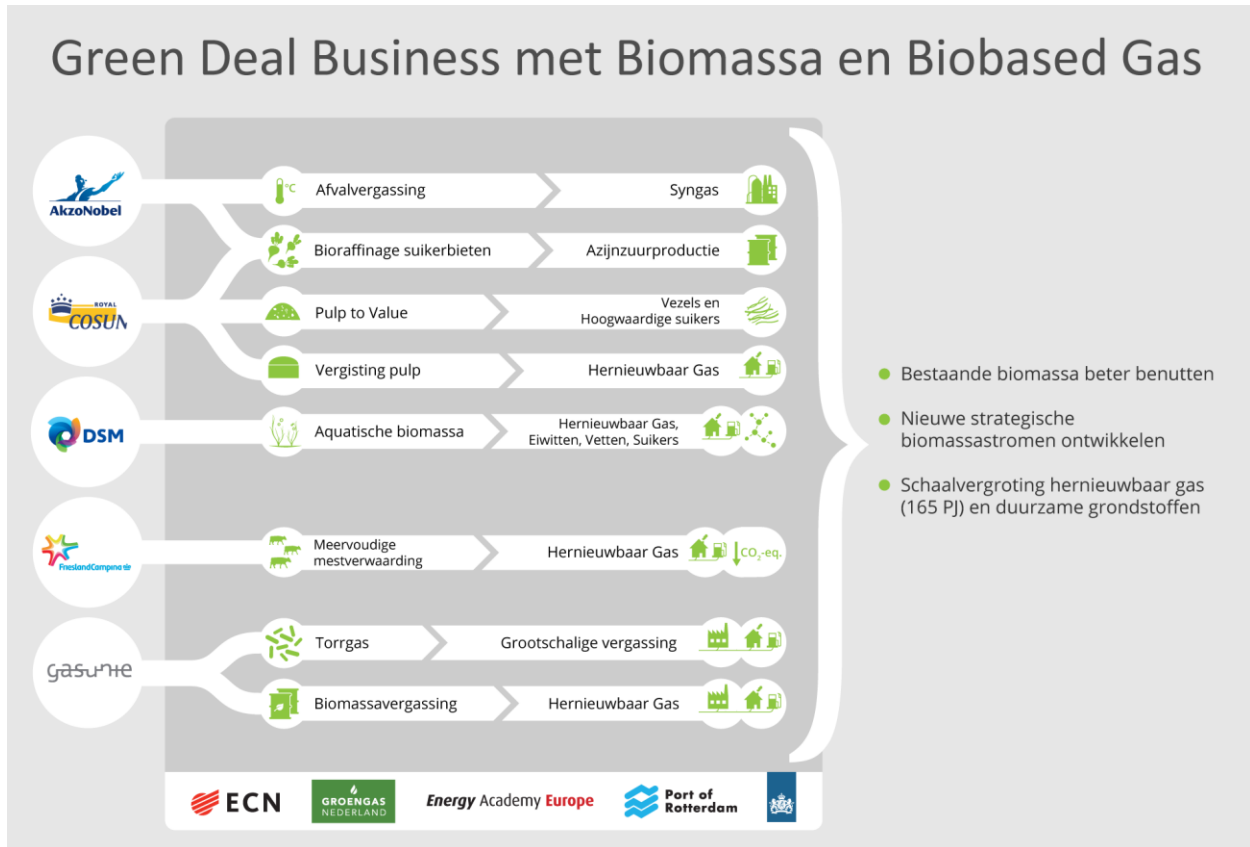 Green Deal Business met Biomassa en Biobased Gas
AkzoNobel
°C
Afvalvergassing
Syngas
Bioraffinage suikerbieten
Azijnzuurproductie
ROYAL
COSUN
Pulp to Value
Vezels en
Hoogwaardige suikers
Vergisting pulp
Hernieuwbaar Gas
DSM
Aquatische biomassa
Hernieuwbaar Gas,
Eiwitten, Vetten, Suikers
FrieslandCampina
Meervoudige
mestverwaarding
Hernieuwbaar Gas
CO₂-eq.
gasunie
Torrgas
Grootschalige vergassing
Biomassavergassing
Hernieuwbaar Gas
Bestaande biomassa beter benutten
Nieuwe strategische
biomassastromen ontwikkelen
Schaalvergroting hernieuwbaar gas
(165 PJ) en duurzame grondstoffen
ECN
GROENGAS
NEDERLAND
Energy Academy Europe
Port of
Rotterdam